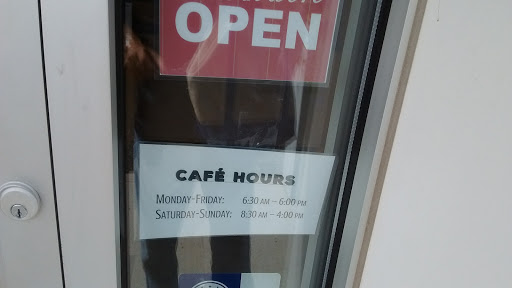 OPEN
CAFÉ HOURS
MONDAY-FRIDAY: 6:30 AM – 6:00 PM
SATURDAY-SUNDAY: 8:30 AM – 4:00 PM